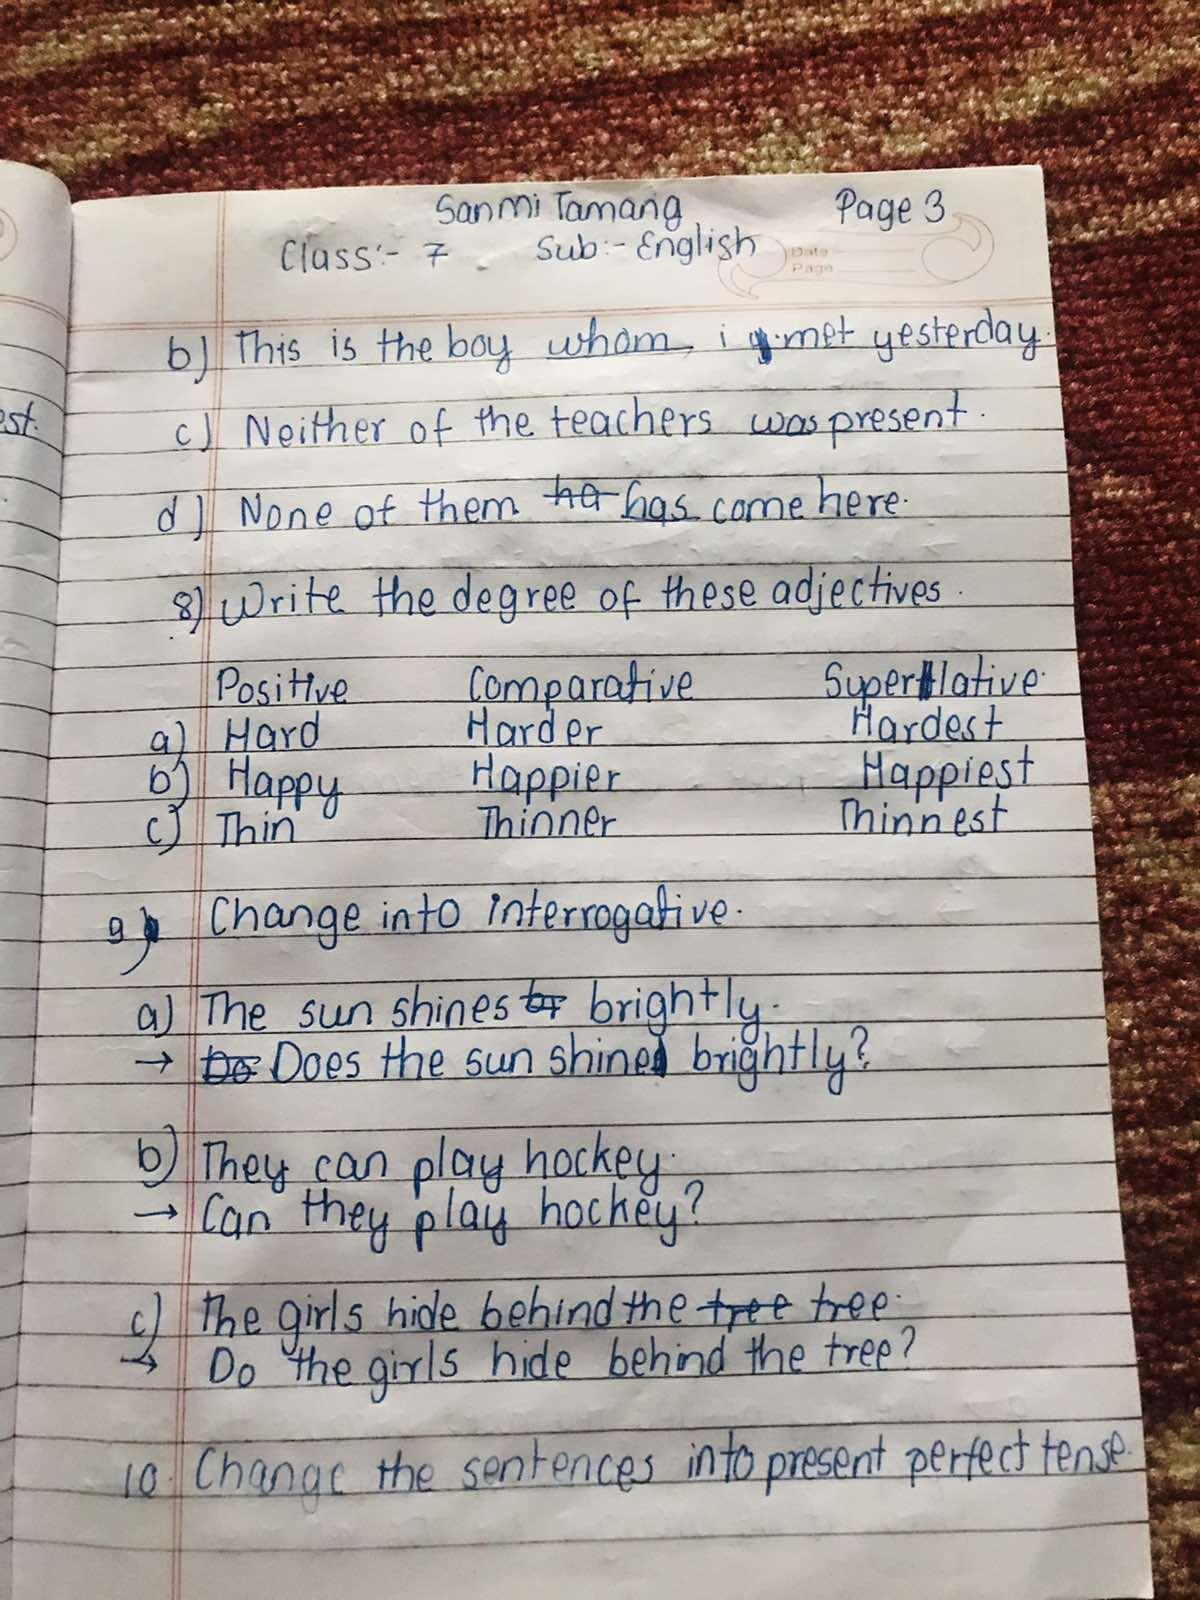 Sanmi Tamang Page 3
Class:- 7 . Sub:- English
Date
Page
b) This is the boy whom, i met yesterday.
est.
c) Neither of the teachers was present.
d) None of them ha has come here.
8) Write the degree of these adjectives.
Positive Comparative Superlative.
a) Hard Harder Hardest
b) Happy Happier Happiest
c) Thin Thinner Thinnest
9) Change into interrogative.
a) The sun shines br brightly.
→ Do Does the sun shine brightly?
b) They can play hockey.
→ Can they play hockey?
c) The girls hide behind the tree tree.
→ Do the girls hide behind the tree?
10. Change the sentences into present perfect tense.